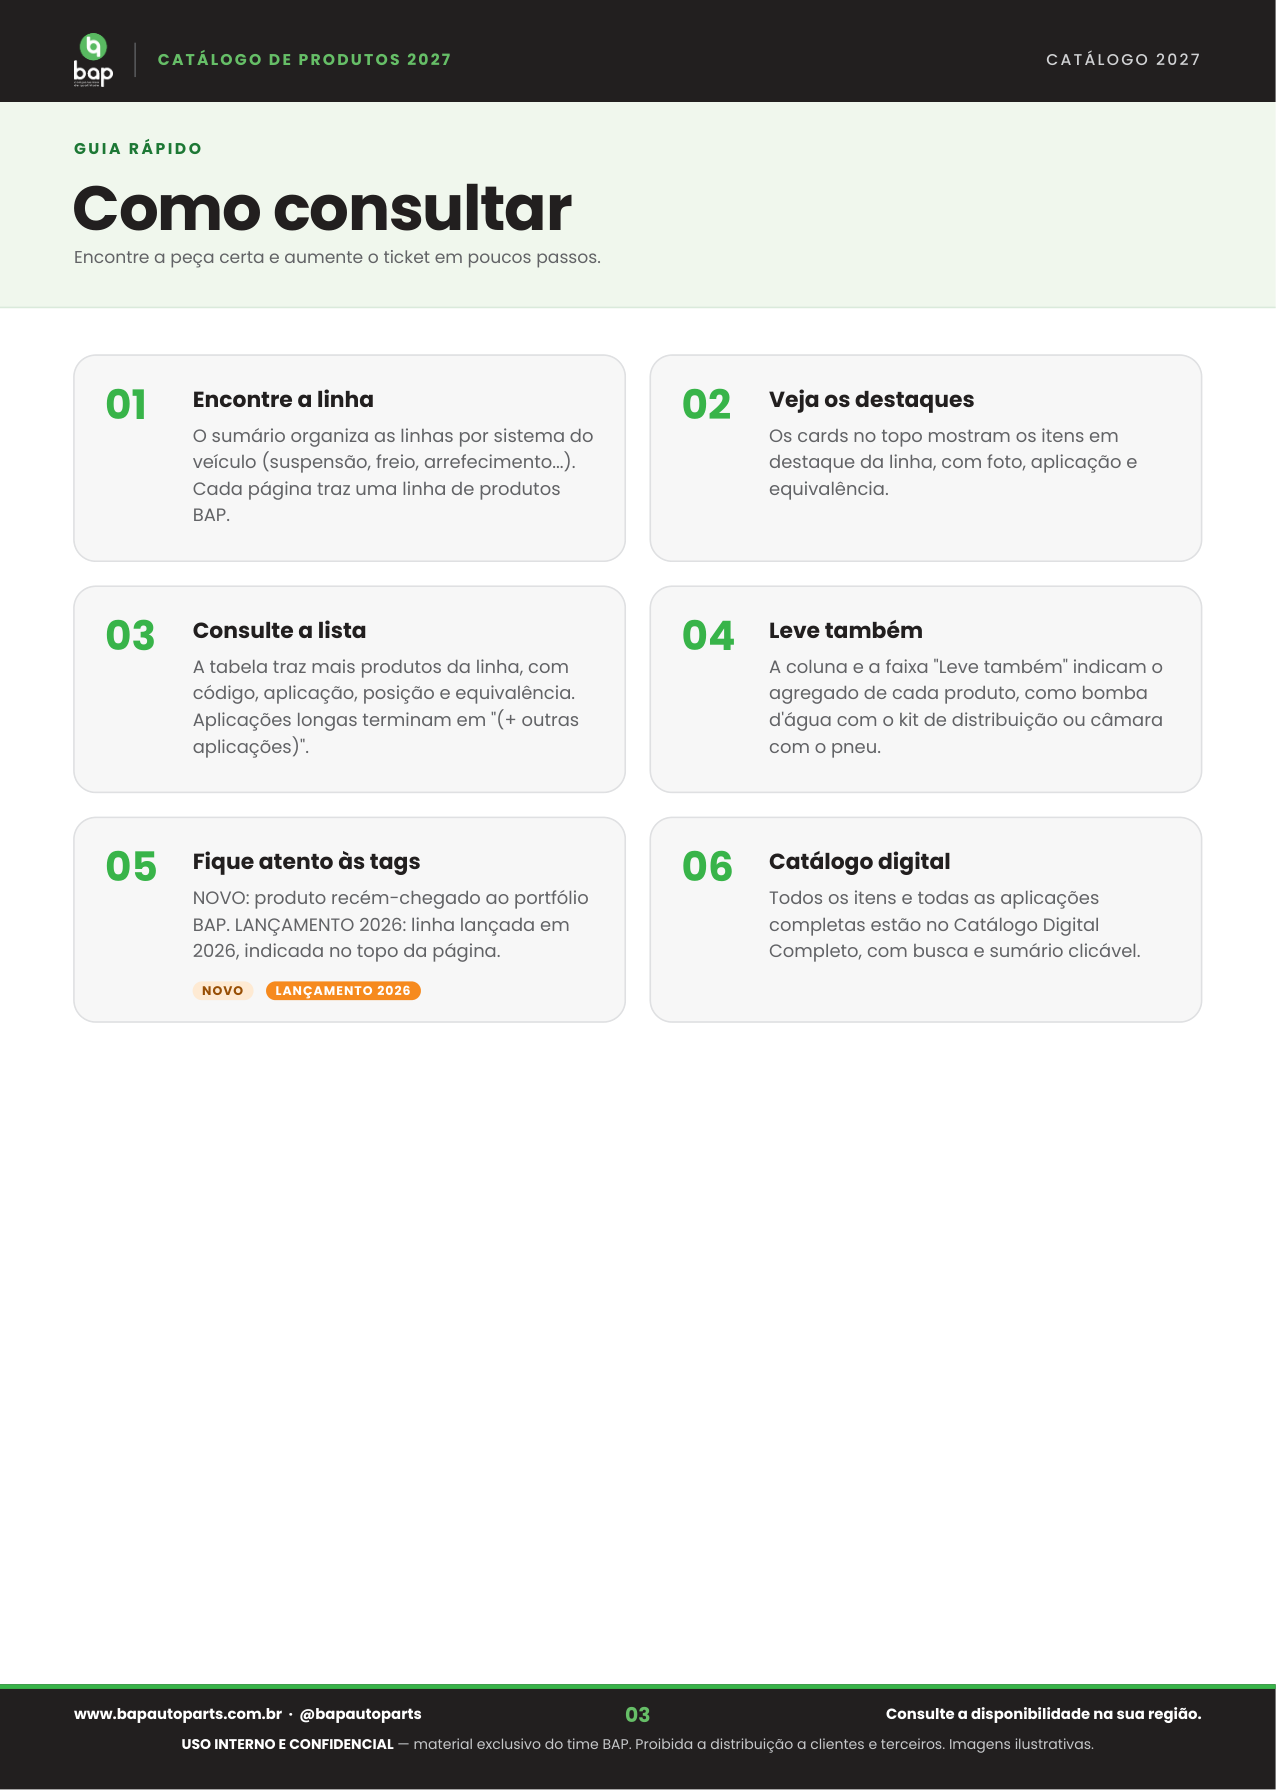 bap
CATÁLOGO DE PRODUTOS 2027
CATÁLOGO 2027
GUIA RÁPIDO
Como consultar
Encontre a peça certa e aumente o ticket em poucos passos.
01
Encontre a linha
O sumário organiza as linhas por sistema do
veículo (suspensão, freio, arrefecimento...).
Cada página traz uma linha de produtos
BAP.
02
Veja os destaques
Os cards no topo mostram os itens em
destaque da linha, com foto, aplicação e
equivalência.
03
Consulte a lista
A tabela traz mais produtos da linha, com
código, aplicação, posição e equivalência.
Aplicações longas terminam em "(+ outras
aplicações)".
04
Leve também
A coluna e a faixa "Leve também" indicam o
agregado de cada produto, como bomba
d'água com o kit de distribuição ou câmara
com o pneu.
05
Fique atento às tags
NOVO: produto recém-chegado ao portfólio
BAP. LANÇAMENTO 2026: linha lançada em
2026, indicada no topo da página.
NOVO LANÇAMENTO 2026
06
Catálogo digital
Todos os itens e todas as aplicações
completas estão no Catálogo Digital
Completo, com busca e sumário clicável.
www.bapautoparts.com.br · @bapautoparts
03
Consulte a disponibilidade na sua região.
USO INTERNO E CONFIDENCIAL — material exclusivo do time BAP. Proibida a distribuição a clientes e terceiros. Imagens ilustrativas.